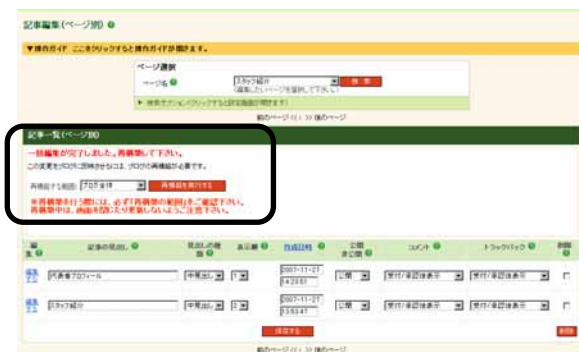 記事編集(ページ別)
▼操作ガイド ここをクリックすると操作ガイドが開きます。
ページ選択
ページ名 スタッフ紹介 検索
(編集したいページを選択して下さい)
▶ 検索オプション(クリックすると設定画面が開きます)
前のページ << 1 >> 後のページ
記事一覧(ページ別)
一括編集が完了しました。再構築して下さい。
この変更をブログに反映させるには、ブログの再構築が必要です。
再構築する範囲: ブログ全体 再構築を実行する
※再構築を行う際には、必ず「再構築の範囲」をご確認下さい。
再構築中は、画面を閉じたり更新しないようご注意下さい。
編集 記事の見出し 見出しの種類 表示順 作成日時 公開非公開 コメント トラックバック 削除
編集する 代表者プロフィール 中見出し 1 2007-11-21 14:23:51 公開 受付/承認後表示 受付/承認後表示
編集する スタッフ紹介 中見出し 2 2007-11-21 13:53:47 公開 受付/承認後表示 受付/承認後表示
保存する 削除
前のページ << 1 >> 後のページ